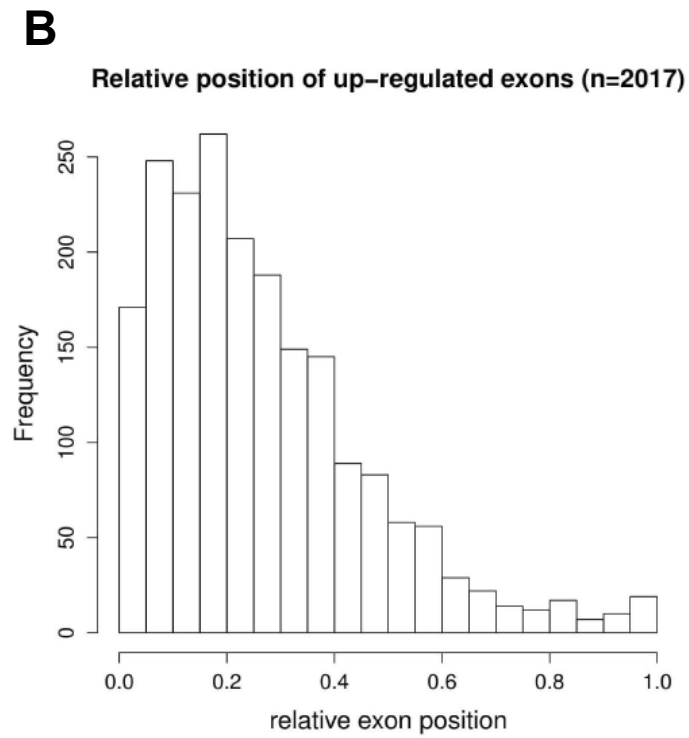 B
Relative position of up−regulated exons (n=2017)
Frequency
250
200
150
100
50
0
0.0 0.2 0.4 0.6 0.8 1.0
relative exon position